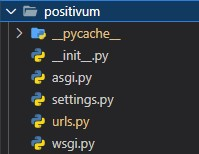 positivum
__pycache__
__init__.py
asgi.py
settings.py
urls.py
wsgi.py